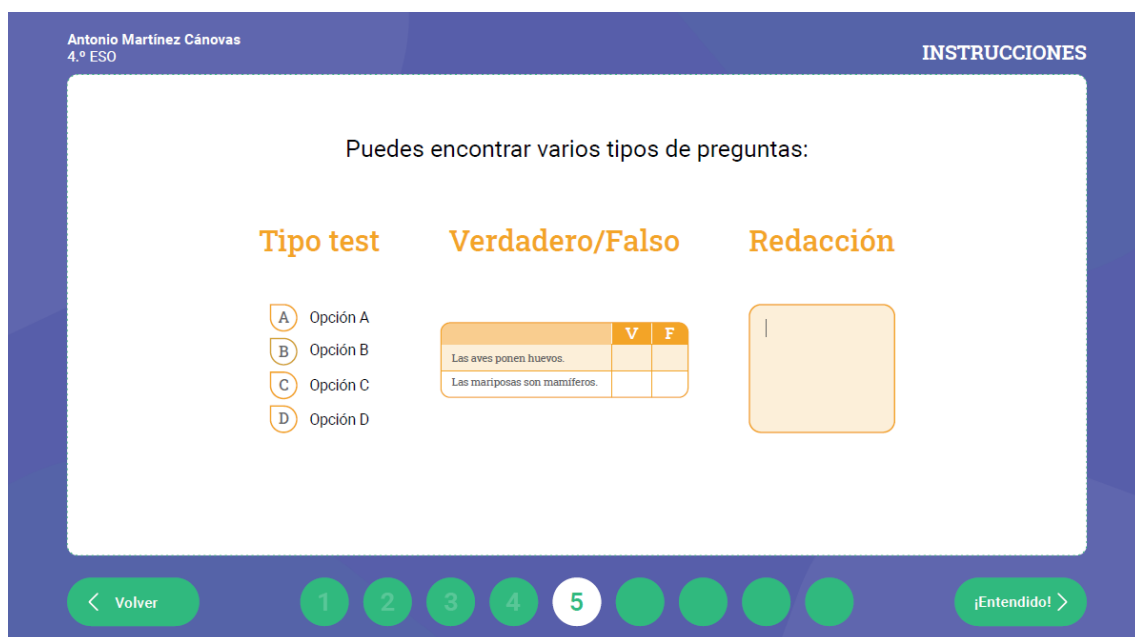 Antonio Martínez Cánovas
4.º ESO
INSTRUCCIONES
Puedes encontrar varios tipos de preguntas:
Tipo test
Verdadero/Falso
Redacción
A Opción A
B Opción B
C Opción C
D Opción D
V F
Las aves ponen huevos.
Las mariposas son mamíferos.
Volver
1 2 3 4 5
¡Entendido!